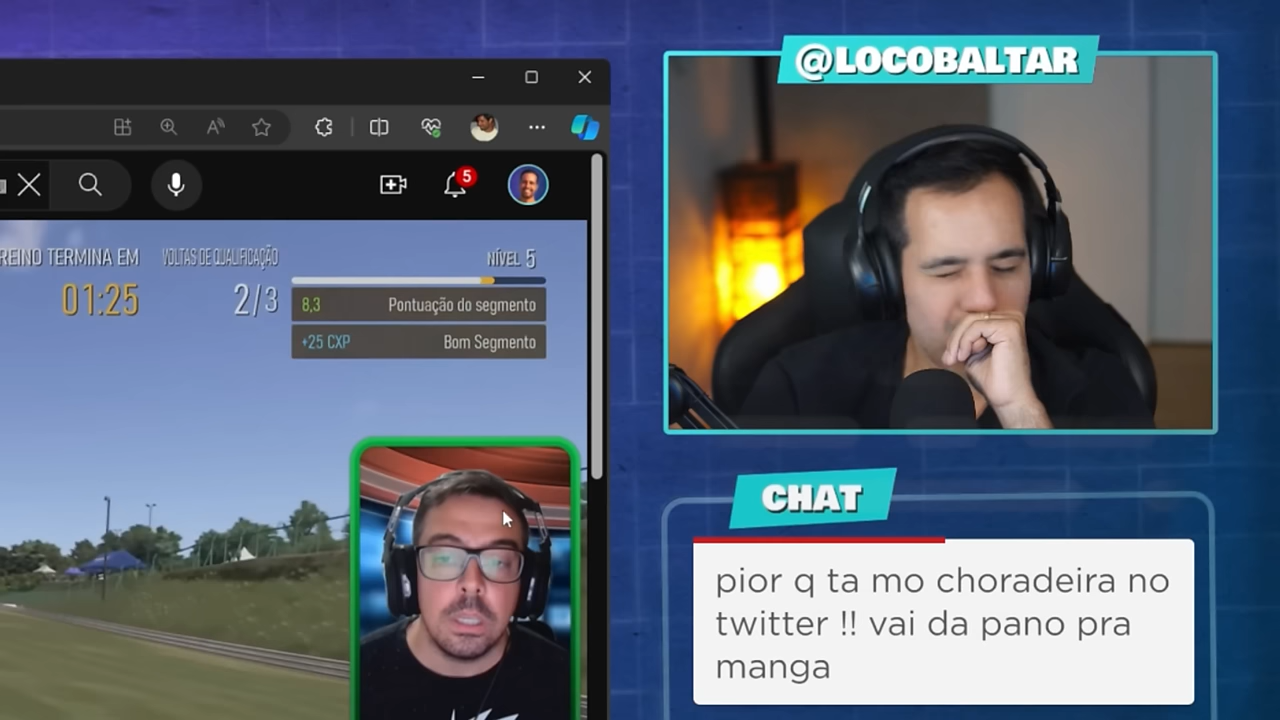 @LOCOBALTAR
5
REINO TERMINA EM
01:25
VOLTAS DE QUALIFICAÇÃO
2/3
NÍVEL 5
8,3 Pontuação do segmento
+25 CXP Bom Segmento
CHAT
pior q ta mo choradeira no
twitter !! vai da pano pra
manga